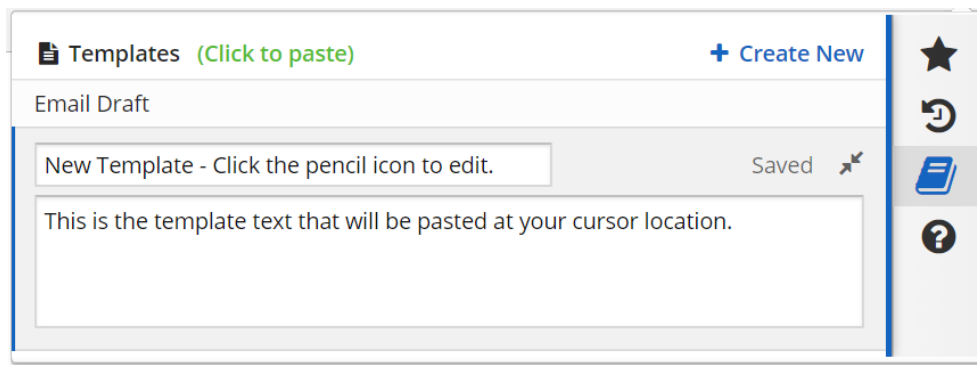 Templates (Click to paste) + Create New
Email Draft
New Template - Click the pencil icon to edit. Saved
This is the template text that will be pasted at your cursor location.